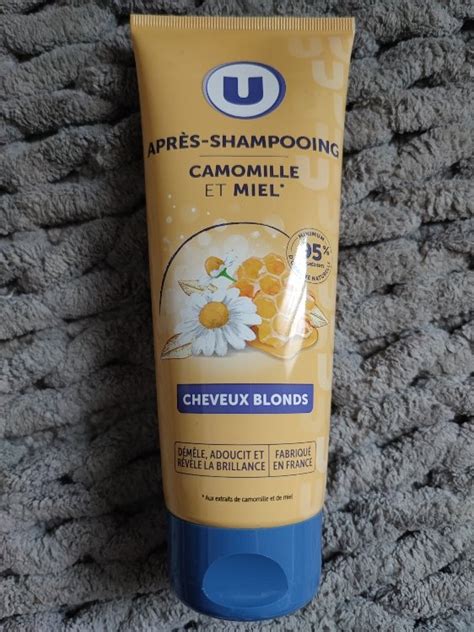 U
APRÈS-SHAMPOOING
CAMOMILLE
ET MIEL*
MINIMUM
95%
CHEVEUX BLONDS
DÉMÊLE, ADOUCIT ET
RÉVÈLE LA BRILLANCE
FABRIQUÉ
EN FRANCE
* Aux extraits de camomille et de miel